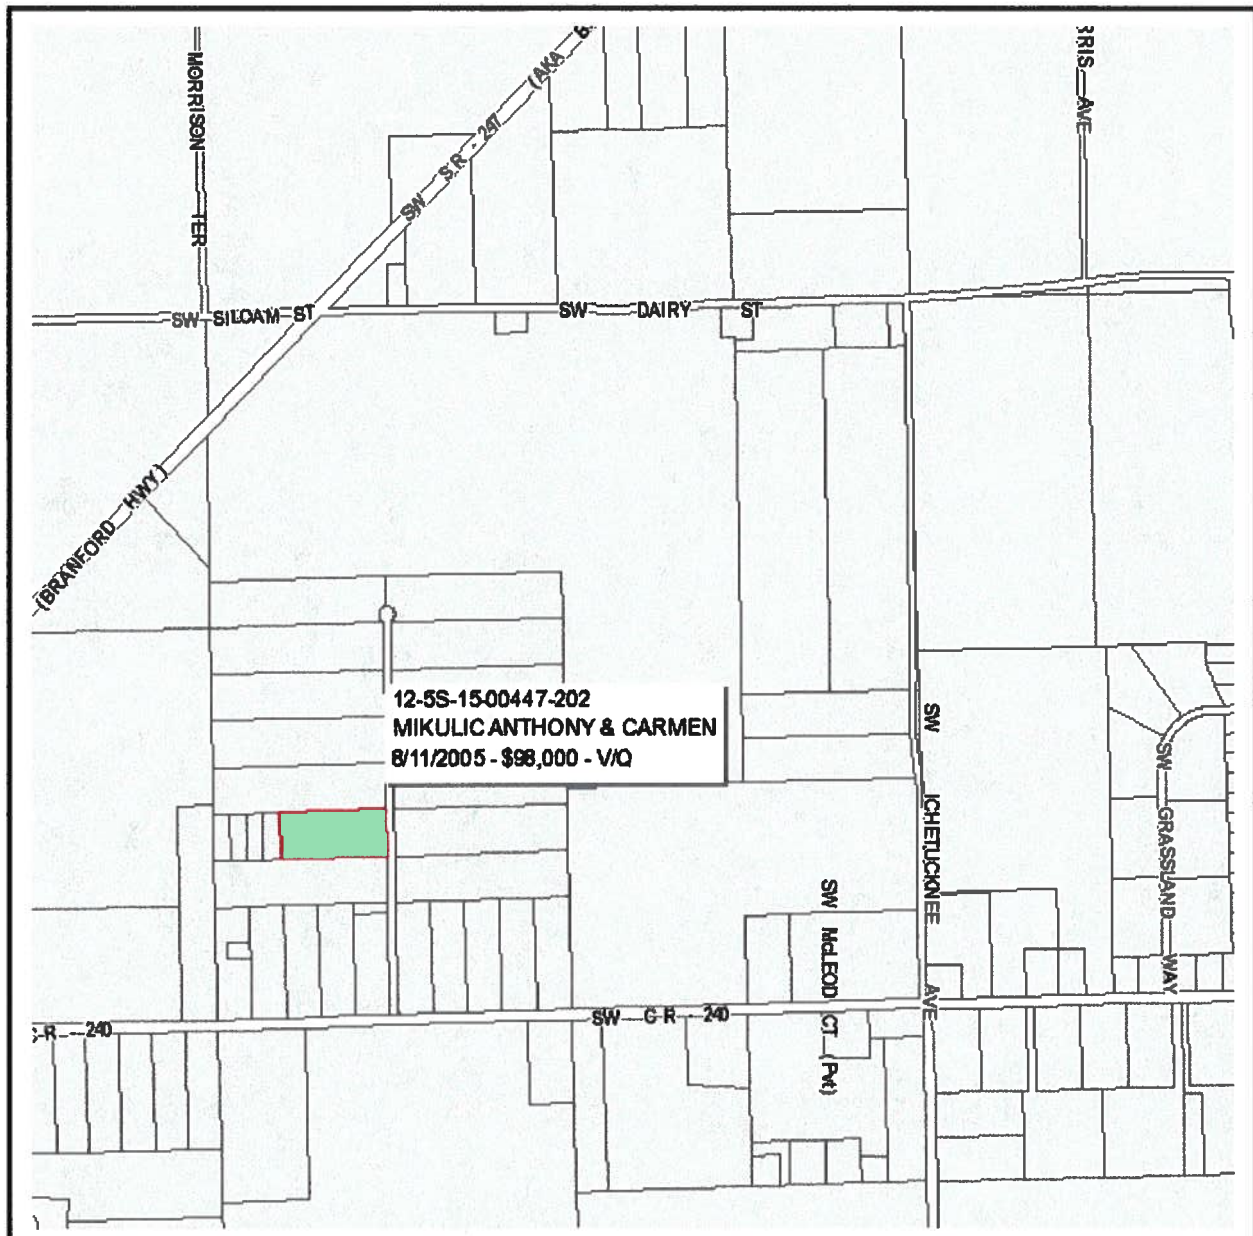 MORRISON TER
(AKA
SW S.R - 247
RRIS AVE
SW SILOAM ST
SW DAIRY ST
(BRANFORD HWY)
12-5S-15-00447-202
MIKULIC ANTHONY & CARMEN
8/11/2005 - $98,000 - V/Q
SW ICHETUCKNEE AVE
SW GRASSLAND WAY
SW McLEOD CT (Pvt)
C-R - 240
SW C-R - 240